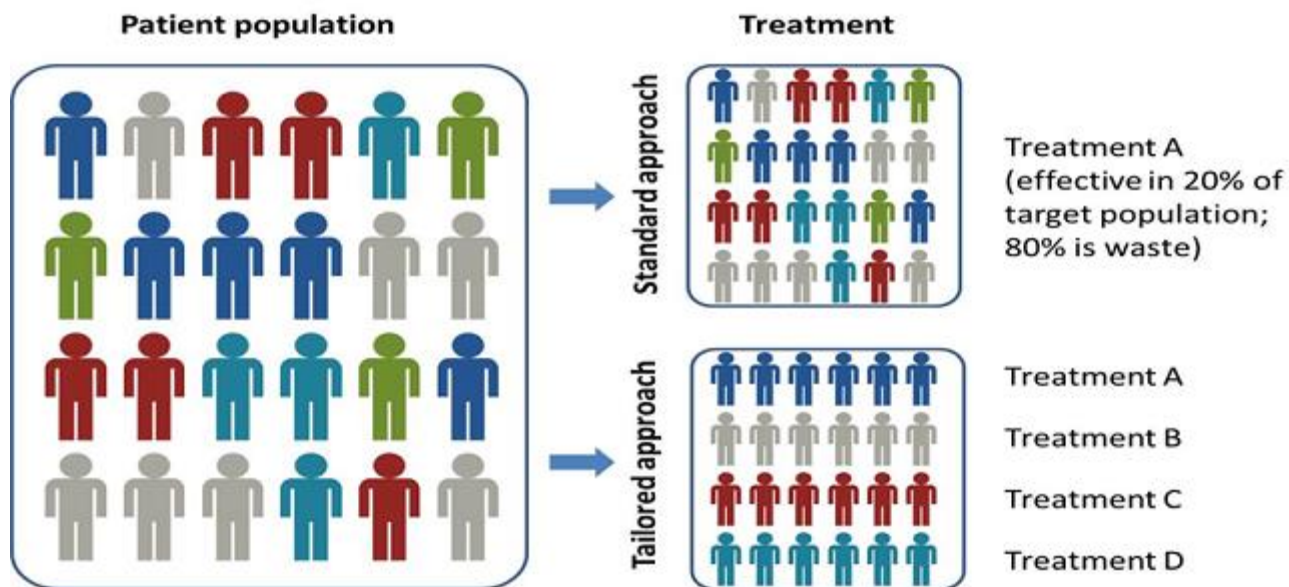 Patient population
Treatment
Standard approach
Treatment A
(effective in 20% of
target population;
80% is waste)
Tailored approach
Treatment A
Treatment B
Treatment C
Treatment D